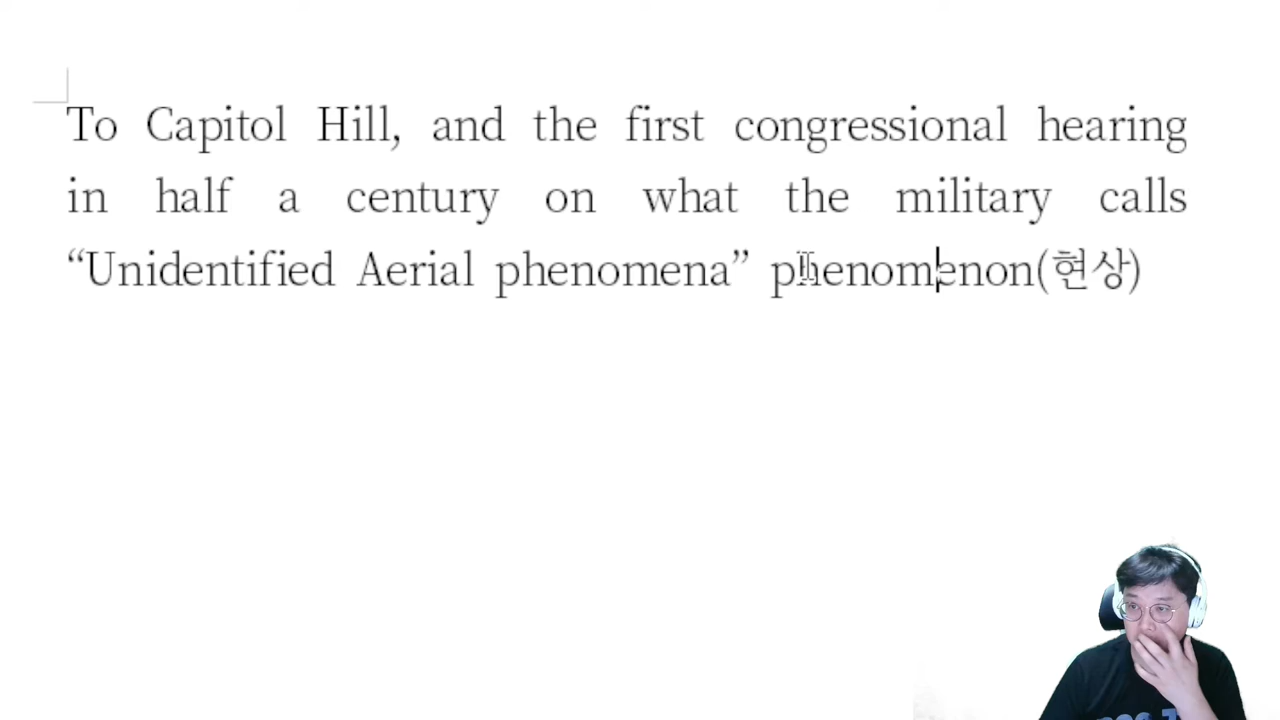 To Capitol Hill, and the first congressional hearing
in half a century on what the military calls
“Unidentified Aerial phenomena” phenomenon(현상)